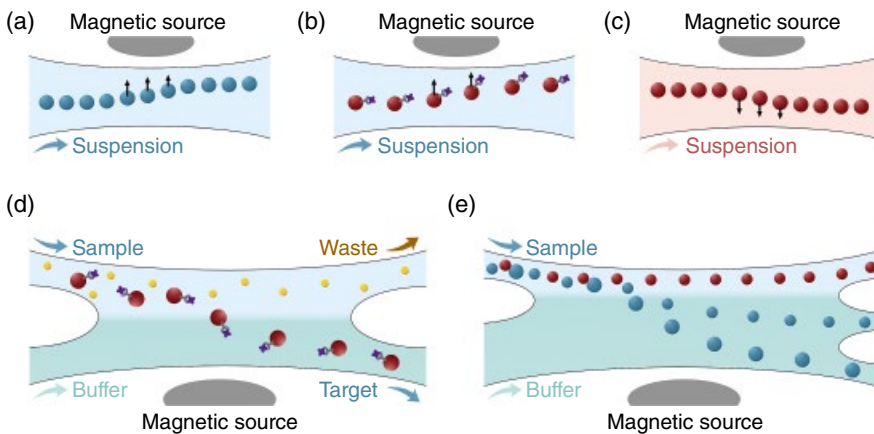 (a) Magnetic source
Suspension
(b) Magnetic source
Suspension
(c) Magnetic source
Suspension
(d)
Sample Waste
Buffer Target
Magnetic source
(e)
Sample
Buffer
Magnetic source